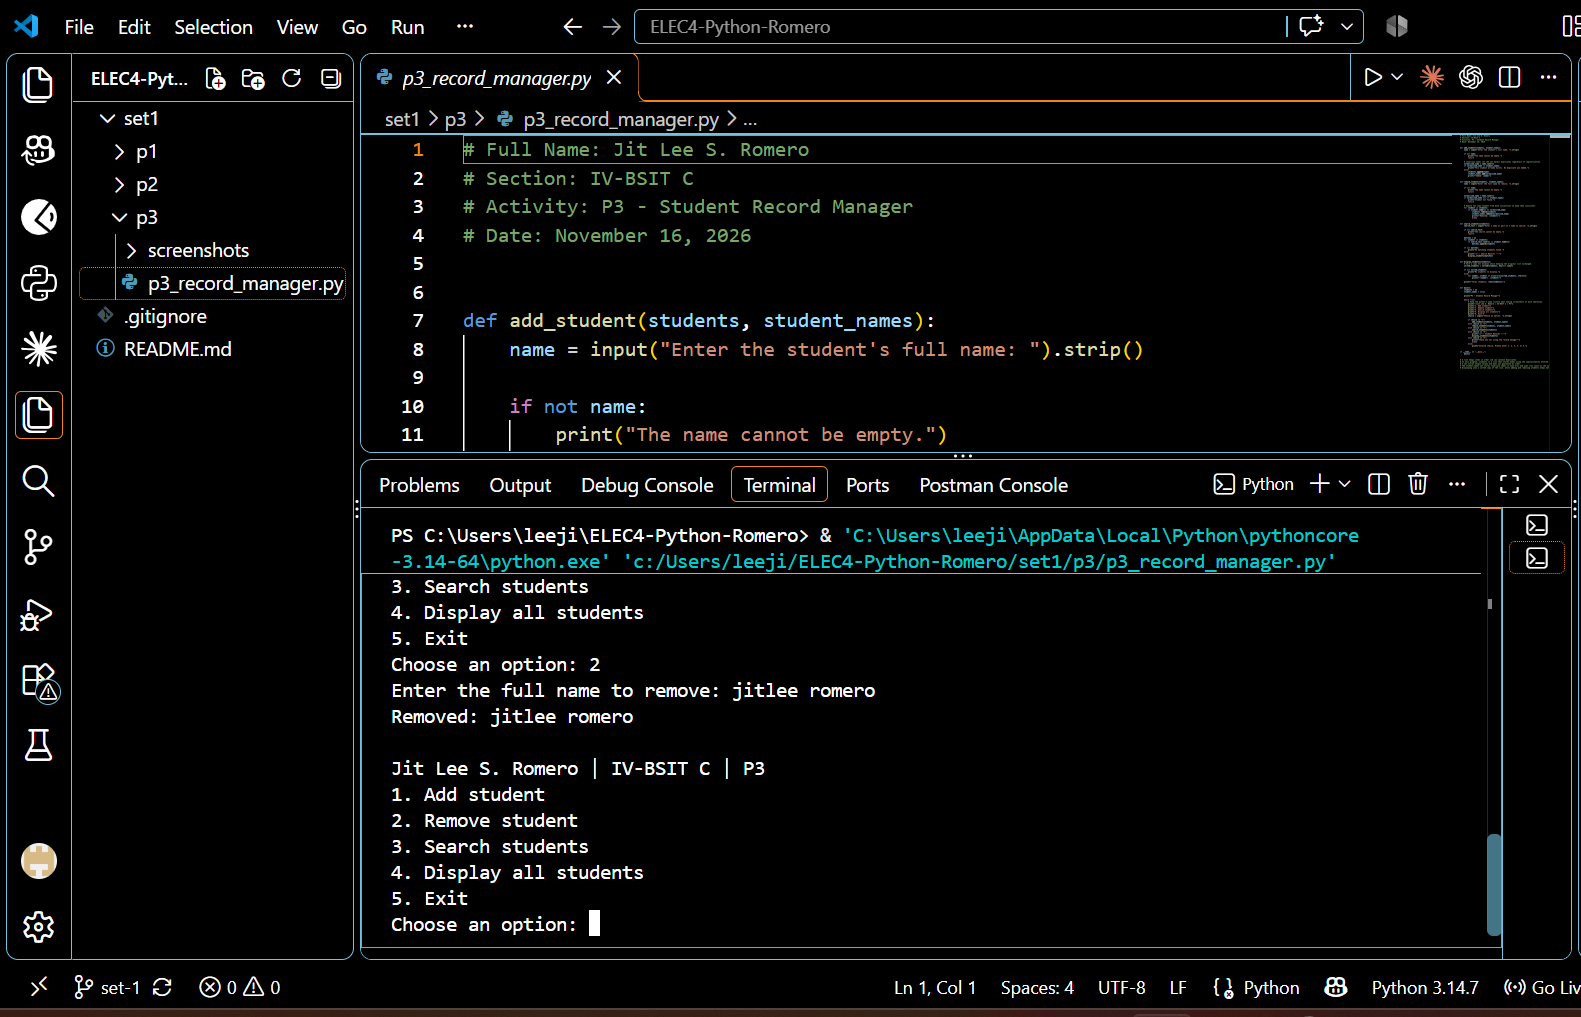 File Edit Selection View Go Run ... ELEC4-Python-Romero
ELEC4-Pyt...
set1
p1
p2
p3
screenshots
p3_record_manager.py
.gitignore
README.md
p3_record_manager.py
set1 > p3 > p3_record_manager.py > ...
1 # Full Name: Jit Lee S. Romero
2 # Section: IV-BSIT C
3 # Activity: P3 - Student Record Manager
4 # Date: November 16, 2026
5
6
7 def add_student(students, student_names):
8 name = input("Enter the student's full name: ").strip()
9
10 if not name:
11 print("The name cannot be empty.")
Problems Output Debug Console Terminal Ports Postman Console Python
PS C:\Users\leeji\ELEC4-Python-Romero> & 'C:\Users\leeji\AppData\Local\Python\pythoncore
-3.14-64\python.exe' 'c:/Users/leeji/ELEC4-Python-Romero/set1/p3/p3_record_manager.py'
3. Search students
4. Display all students
5. Exit
Choose an option: 2
Enter the full name to remove: jitlee romero
Removed: jitlee romero
Jit Lee S. Romero | IV-BSIT C | P3
1. Add student
2. Remove student
3. Search students
4. Display all students
5. Exit
Choose an option:
set-1 0 0 Ln 1, Col 1 Spaces: 4 UTF-8 LF Python Python 3.14.7 Go Liv